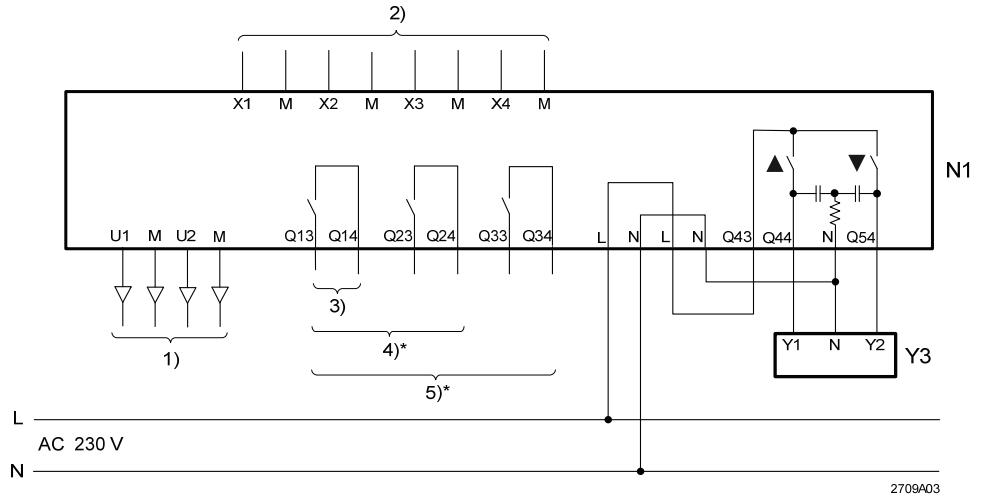 2)
X1 M X2 M X3 M X4 M
N1
U1 M U2 M Q13 Q14 Q23 Q24 Q33 Q34 L N L N Q43 Q44 N Q54
3)
1)
4)*
5)*
Y1 N Y2
Y3
L
AC 230 V
N
2709A03